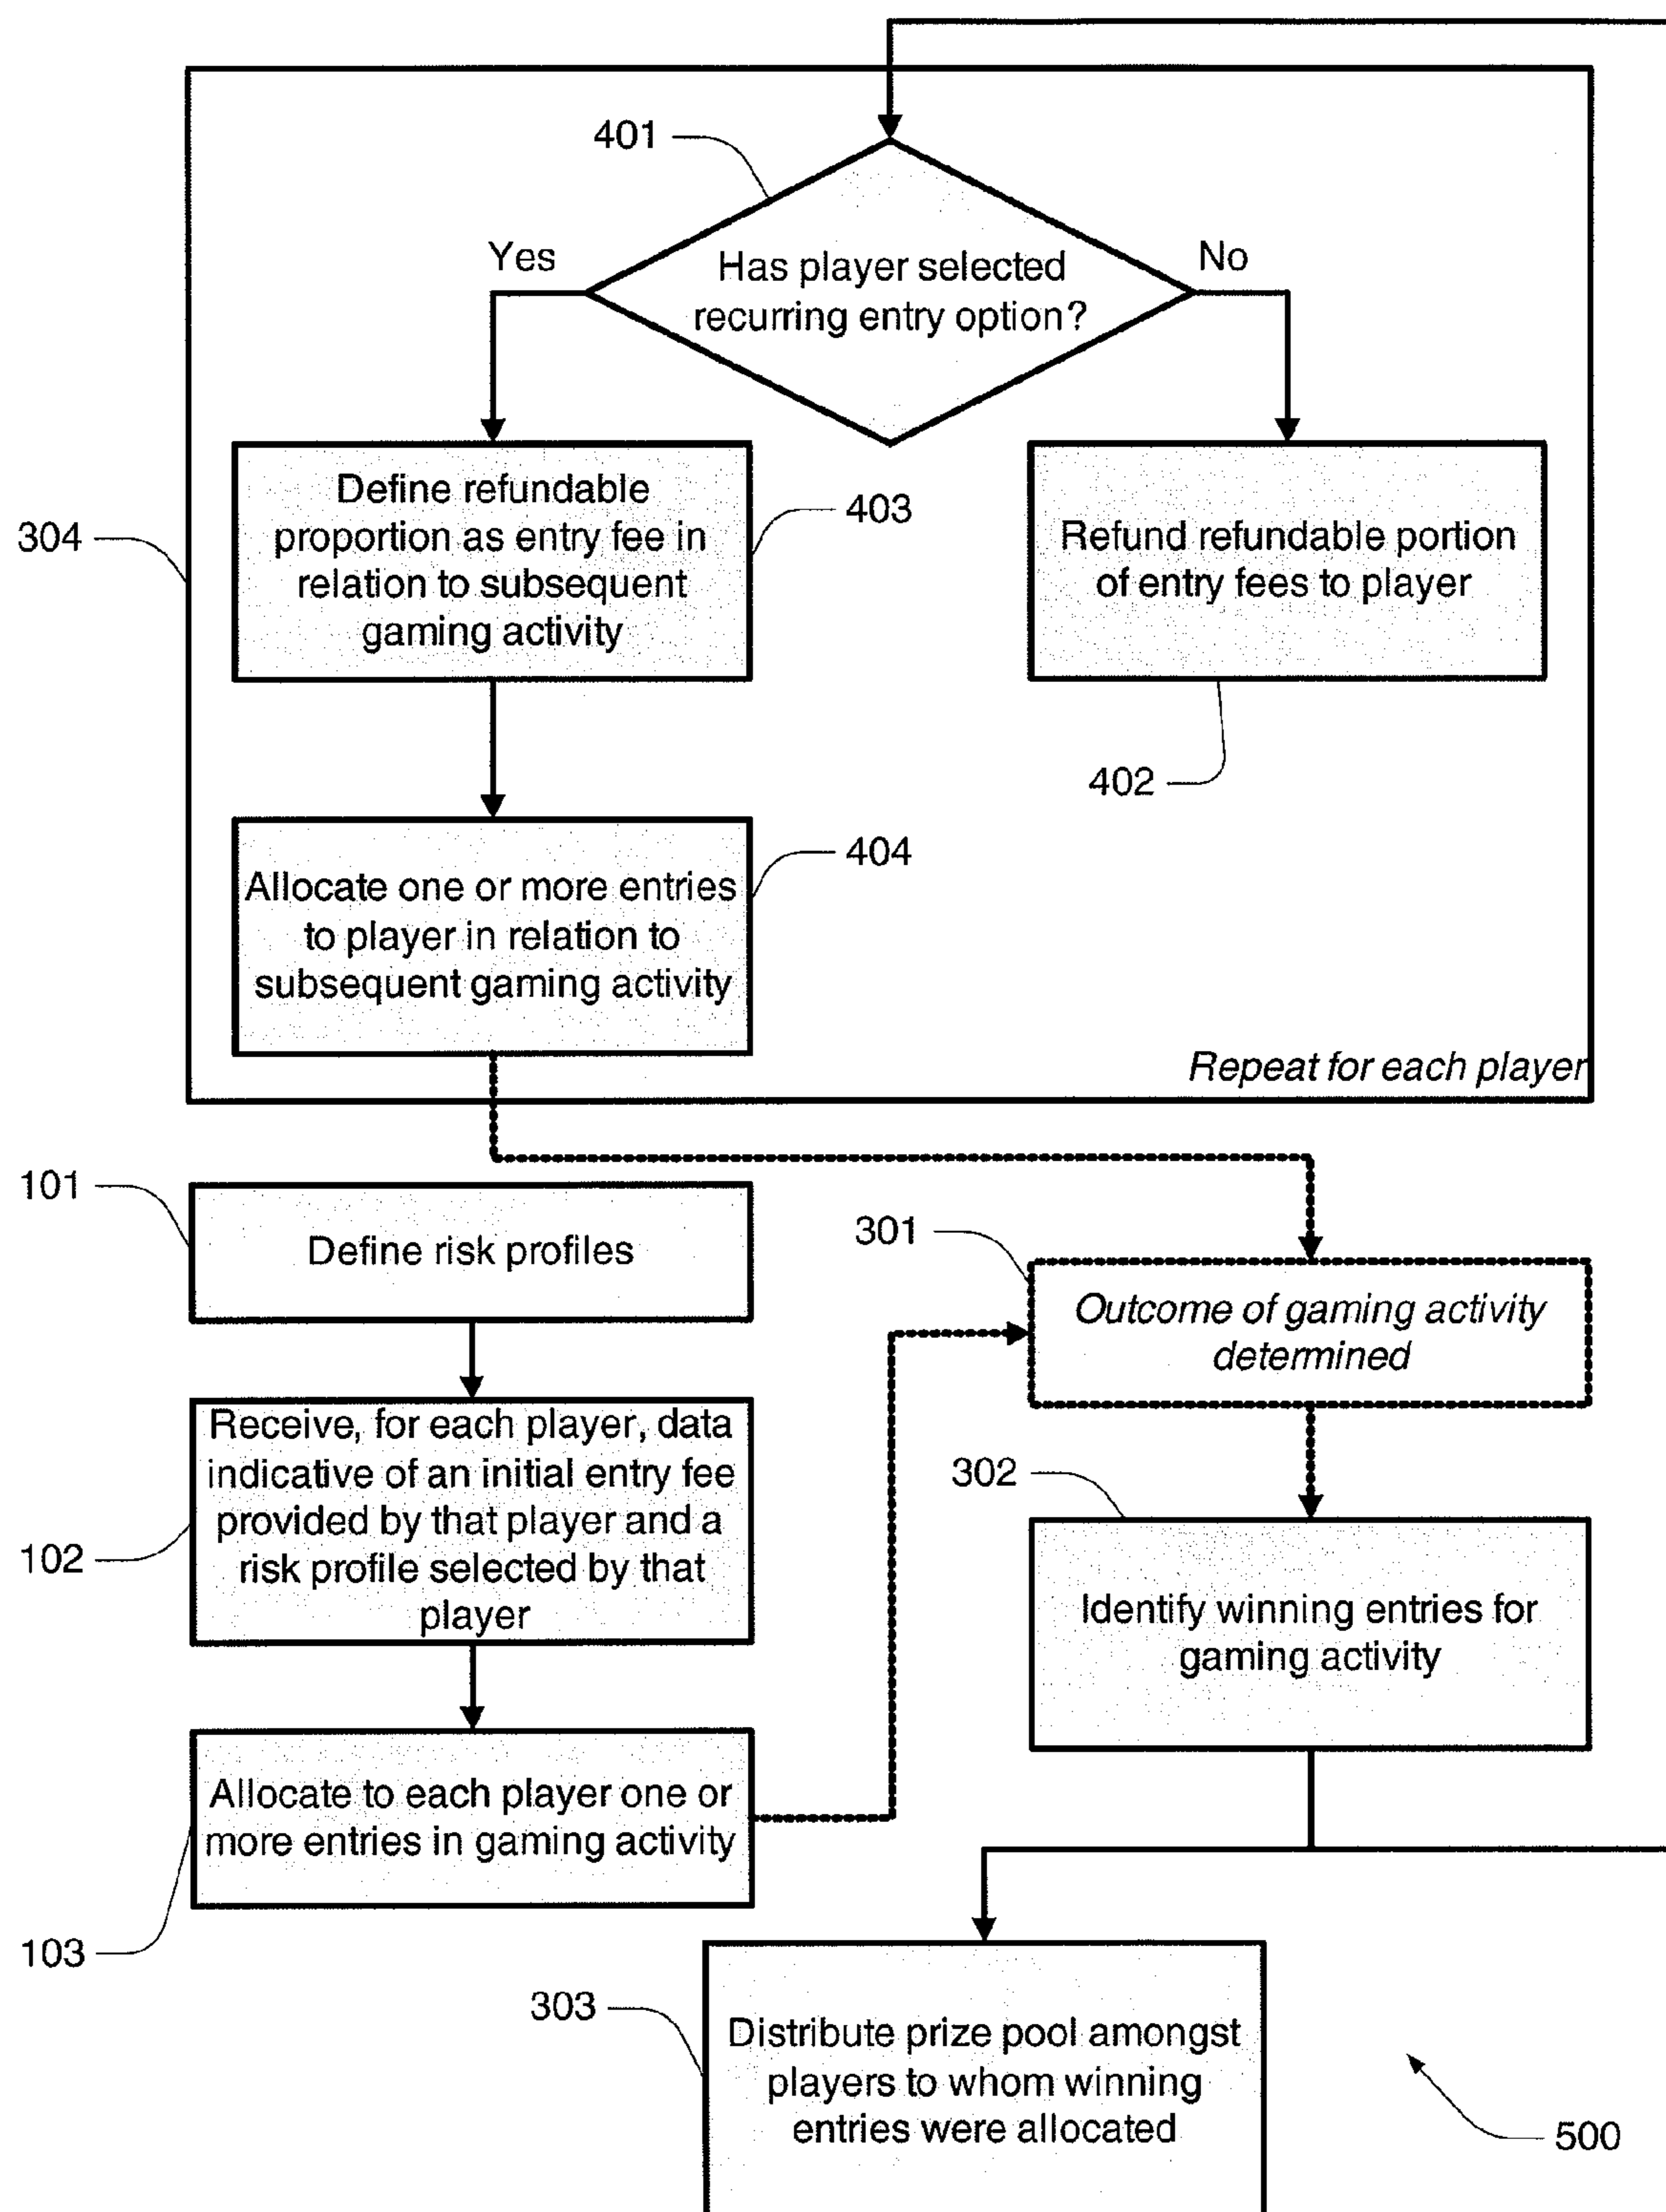 401
Yes
No
Has player selected
recurring entry option?
304
Define refundable
proportion as entry fee in
relation to subsequent
gaming activity
403
Refund refundable portion
of entry fees to player
402
404
Allocate one or more entries
to player in relation to
subsequent gaming activity
Repeat for each player
101
Define risk profiles
301
Outcome of gaming activity
determined
Receive, for each player, data
indicative of an initial entry fee
provided by that player and a
risk profile selected by that
player
102
302
Identify winning entries for
gaming activity
Allocate to each player one or
more entries in gaming activity
103
303
Distribute prize pool amongst
players to whom winning
entries were allocated
500